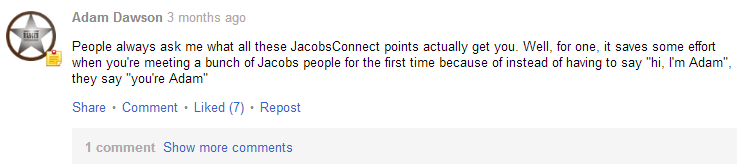 Adam Dawson 3 months ago
People always ask me what all these JacobsConnect points actually get you. Well, for one, it saves some effort
when you're meeting a bunch of Jacobs people for the first time because of instead of having to say "hi, I'm Adam",
they say "you're Adam"
Share • Comment • Liked (7) • Repost
1 comment Show more comments